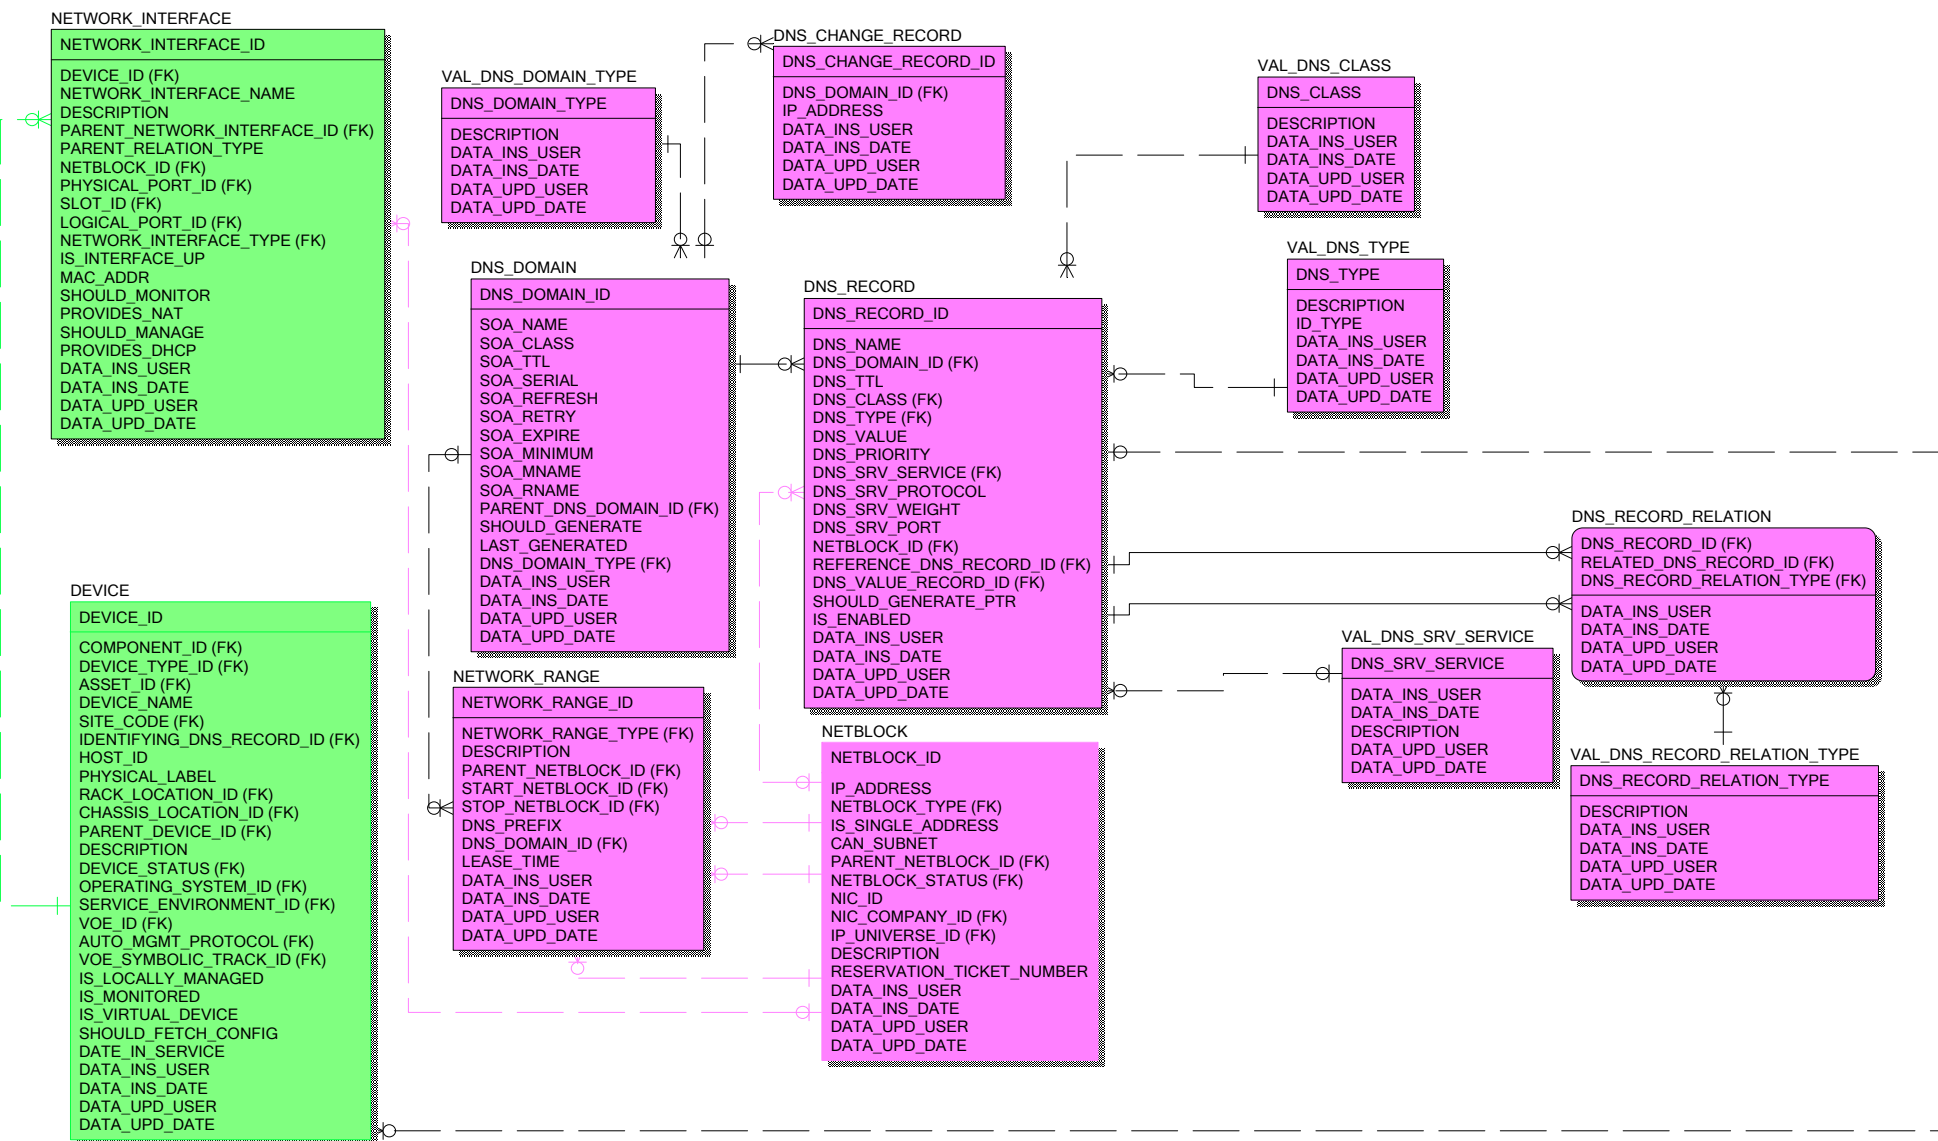 NETWORK_INTERFACE
NETWORK_INTERFACE_ID
DEVICE_ID (FK)
NETWORK_INTERFACE_NAME
DESCRIPTION
PARENT_NETWORK_INTERFACE_ID (FK)
PARENT_RELATION_TYPE
NETBLOCK_ID (FK)
PHYSICAL_PORT_ID (FK)
SLOT_ID (FK)
LOGICAL_PORT_ID (FK)
NETWORK_INTERFACE_TYPE (FK)
IS_INTERFACE_UP
MAC_ADDR
SHOULD_MONITOR
PROVIDES_NAT
SHOULD_MANAGE
PROVIDES_DHCP
DATA_INS_USER
DATA_INS_DATE
DATA_UPD_USER
DATA_UPD_DATE
VAL_DNS_DOMAIN_TYPE
DNS_DOMAIN_TYPE
DESCRIPTION
DATA_INS_USER
DATA_INS_DATE
DATA_UPD_USER
DATA_UPD_DATE
DNS_CHANGE_RECORD
DNS_CHANGE_RECORD_ID
DNS_DOMAIN_ID (FK)
IP_ADDRESS
DATA_INS_USER
DATA_INS_DATE
DATA_UPD_USER
DATA_UPD_DATE
VAL_DNS_CLASS
DNS_CLASS
DESCRIPTION
DATA_INS_USER
DATA_INS_DATE
DATA_UPD_USER
DATA_UPD_DATE
VAL_DNS_TYPE
DNS_TYPE
DESCRIPTION
ID_TYPE
DATA_INS_USER
DATA_INS_DATE
DATA_UPD_USER
DATA_UPD_DATE
DNS_DOMAIN
DNS_DOMAIN_ID
SOA_NAME
SOA_CLASS
SOA_TTL
SOA_SERIAL
SOA_REFRESH
SOA_RETRY
SOA_EXPIRE
SOA_MINIMUM
SOA_MNAME
SOA_RNAME
PARENT_DNS_DOMAIN_ID (FK)
SHOULD_GENERATE
LAST_GENERATED
DNS_DOMAIN_TYPE (FK)
DATA_INS_USER
DATA_INS_DATE
DATA_UPD_USER
DATA_UPD_DATE
DNS_RECORD
DNS_RECORD_ID
DNS_NAME
DNS_DOMAIN_ID (FK)
DNS_TTL
DNS_CLASS (FK)
DNS_TYPE (FK)
DNS_VALUE
DNS_PRIORITY
DNS_SRV_SERVICE (FK)
DNS_SRV_PROTOCOL
DNS_SRV_WEIGHT
DNS_SRV_PORT
NETBLOCK_ID (FK)
REFERENCE_DNS_RECORD_ID (FK)
DNS_VALUE_RECORD_ID (FK)
SHOULD_GENERATE_PTR
IS_ENABLED
DATA_INS_USER
DATA_INS_DATE
DATA_UPD_USER
DATA_UPD_DATE
DNS_RECORD_RELATION
DNS_RECORD_ID (FK)
RELATED_DNS_RECORD_ID (FK)
DNS_RECORD_RELATION_TYPE (FK)
DATA_INS_USER
DATA_INS_DATE
DATA_UPD_USER
DATA_UPD_DATE
DEVICE
DEVICE_ID
COMPONENT_ID (FK)
DEVICE_TYPE_ID (FK)
ASSET_ID (FK)
DEVICE_NAME
SITE_CODE (FK)
IDENTIFYING_DNS_RECORD_ID (FK)
HOST_ID
PHYSICAL_LABEL
RACK_LOCATION_ID (FK)
CHASSIS_LOCATION_ID (FK)
PARENT_DEVICE_ID (FK)
DESCRIPTION
DEVICE_STATUS (FK)
OPERATING_SYSTEM_ID (FK)
SERVICE_ENVIRONMENT_ID (FK)
VOE_ID (FK)
AUTO_MGMT_PROTOCOL (FK)
VOE_SYMBOLIC_TRACK_ID (FK)
IS_LOCALLY_MANAGED
IS_MONITORED
IS_VIRTUAL_DEVICE
SHOULD_FETCH_CONFIG
DATE_IN_SERVICE
DATA_INS_USER
DATA_INS_DATE
DATA_UPD_USER
DATA_UPD_DATE
NETWORK_RANGE
NETWORK_RANGE_ID
NETWORK_RANGE_TYPE (FK)
DESCRIPTION
PARENT_NETBLOCK_ID (FK)
START_NETBLOCK_ID (FK)
STOP_NETBLOCK_ID (FK)
DNS_PREFIX
DNS_DOMAIN_ID (FK)
LEASE_TIME
DATA_INS_USER
DATA_INS_DATE
DATA_UPD_USER
DATA_UPD_DATE
NETBLOCK
NETBLOCK_ID
IP_ADDRESS
NETBLOCK_TYPE (FK)
IS_SINGLE_ADDRESS
CAN_SUBNET
PARENT_NETBLOCK_ID (FK)
NETBLOCK_STATUS (FK)
NIC_ID
NIC_COMPANY_ID (FK)
IP_UNIVERSE_ID (FK)
DESCRIPTION
RESERVATION_TICKET_NUMBER
DATA_INS_USER
DATA_INS_DATE
DATA_UPD_USER
DATA_UPD_DATE
VAL_DNS_SRV_SERVICE
DNS_SRV_SERVICE
DATA_INS_USER
DATA_INS_DATE
DESCRIPTION
DATA_UPD_USER
DATA_UPD_DATE
VAL_DNS_RECORD_RELATION_TYPE
DNS_RECORD_RELATION_TYPE
DESCRIPTION
DATA_INS_USER
DATA_INS_DATE
DATA_UPD_USER
DATA_UPD_DATE